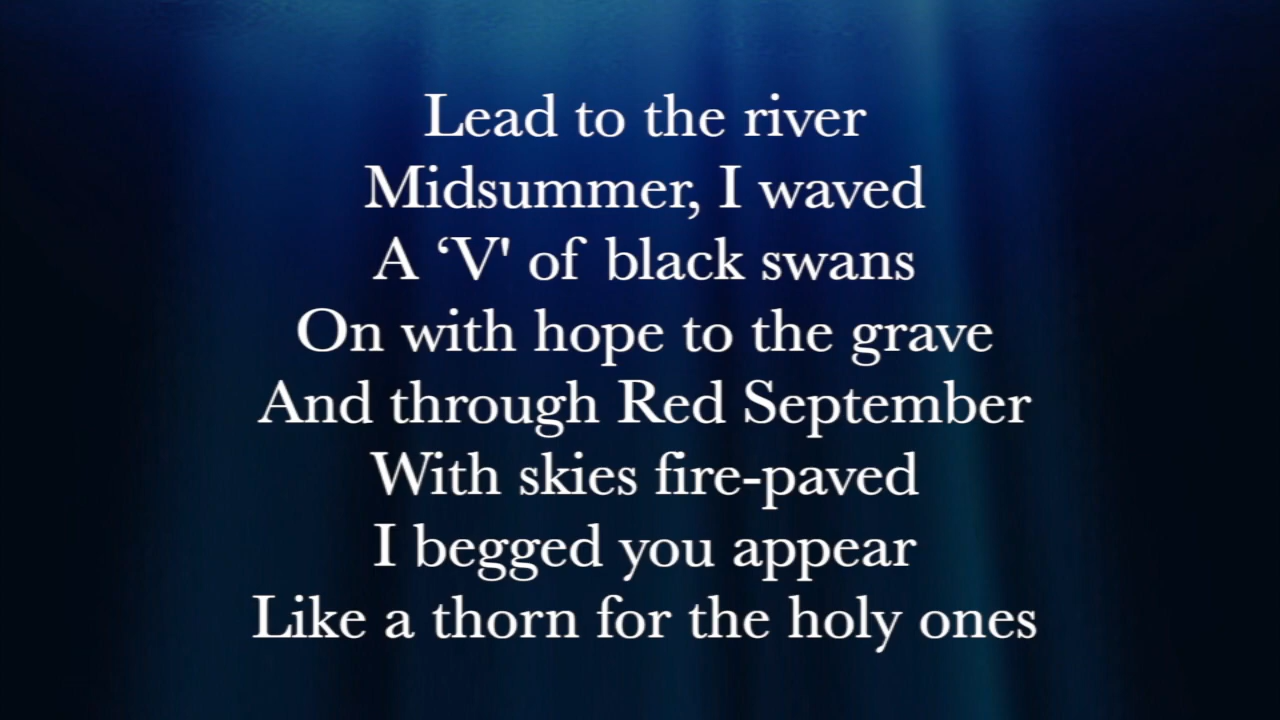 Lead to the river
Midsummer, I waved
A ‘V' of black swans
On with hope to the grave
And through Red September
With skies fire-paved
I begged you appear
Like a thorn for the holy ones